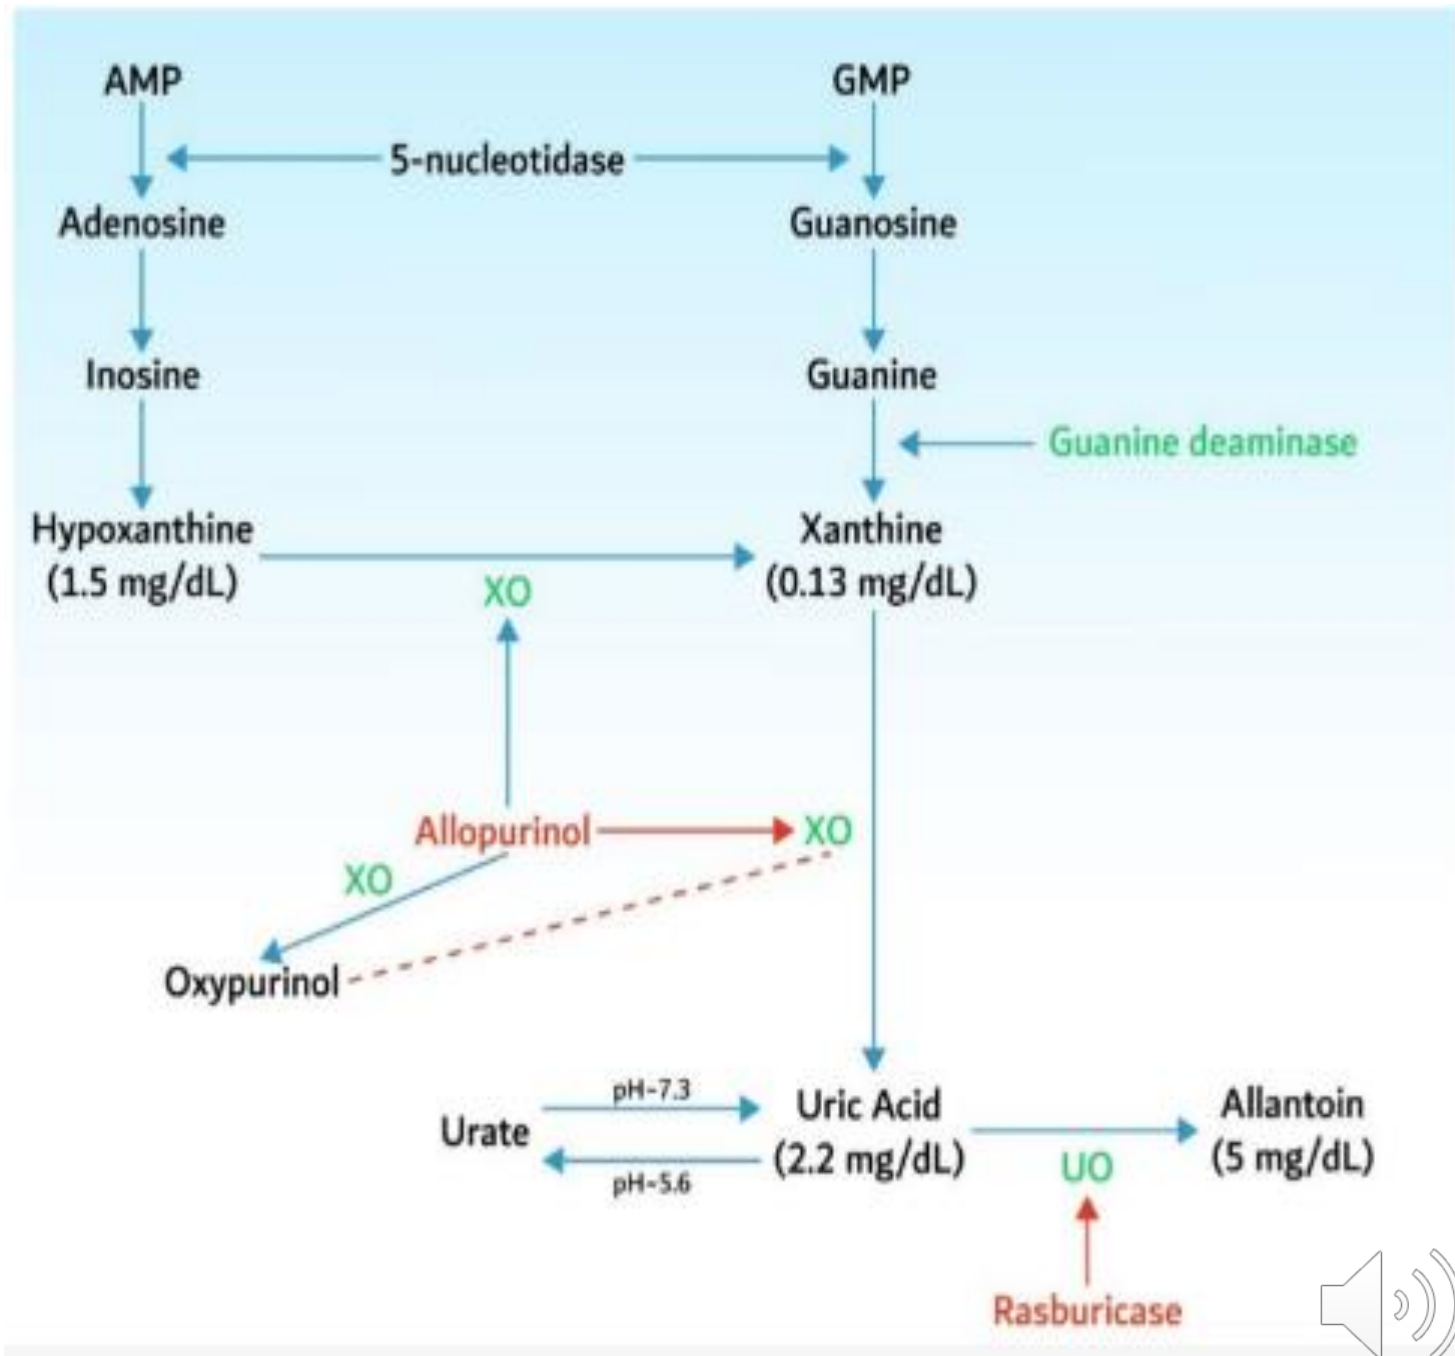 AMP
GMP
5-nucleotidase
Adenosine
Guanosine
Inosine
Guanine
Guanine deaminase
Hypoxanthine
(1.5 mg/dL)
Xanthine
(0.13 mg/dL)
XO
Allopurinol
XO
XO
Oxypurinol
pH~7.3
Urate
pH~5.6
Uric Acid
(2.2 mg/dL)
Allantoin
(5 mg/dL)
UO
Rasburicase